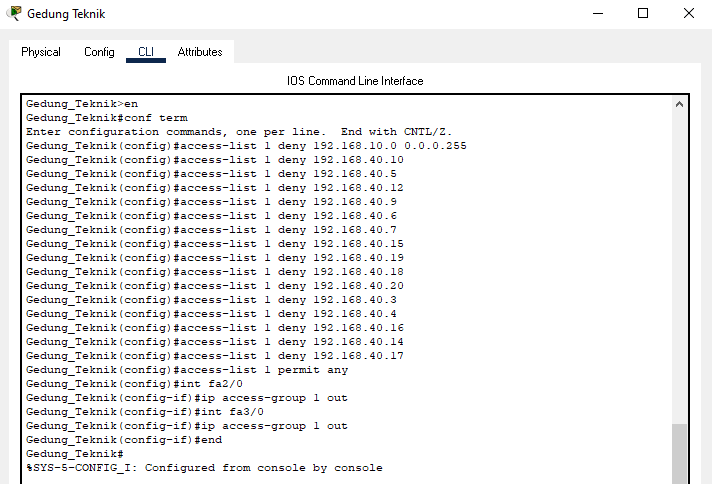 Gedung Teknik
Physical Config CLI Attributes
IOS Command Line Interface
Gedung_Teknik>en
Gedung_Teknik#conf term
Enter configuration commands, one per line.  End with CNTL/Z.
Gedung_Teknik(config)#access-list 1 deny 192.168.10.0 0.0.0.255
Gedung_Teknik(config)#access-list 1 deny 192.168.40.10
Gedung_Teknik(config)#access-list 1 deny 192.168.40.5
Gedung_Teknik(config)#access-list 1 deny 192.168.40.12
Gedung_Teknik(config)#access-list 1 deny 192.168.40.9
Gedung_Teknik(config)#access-list 1 deny 192.168.40.6
Gedung_Teknik(config)#access-list 1 deny 192.168.40.7
Gedung_Teknik(config)#access-list 1 deny 192.168.40.15
Gedung_Teknik(config)#access-list 1 deny 192.168.40.19
Gedung_Teknik(config)#access-list 1 deny 192.168.40.18
Gedung_Teknik(config)#access-list 1 deny 192.168.40.20
Gedung_Teknik(config)#access-list 1 deny 192.168.40.3
Gedung_Teknik(config)#access-list 1 deny 192.168.40.4
Gedung_Teknik(config)#access-list 1 deny 192.168.40.16
Gedung_Teknik(config)#access-list 1 deny 192.168.40.14
Gedung_Teknik(config)#access-list 1 deny 192.168.40.17
Gedung_Teknik(config)#access-list 1 permit any
Gedung_Teknik(config)#int fa2/0
Gedung_Teknik(config-if)#ip access-group 1 out
Gedung_Teknik(config-if)#int fa3/0
Gedung_Teknik(config-if)#ip access-group 1 out
Gedung_Teknik(config-if)#end
Gedung_Teknik#
%SYS-5-CONFIG_I: Configured from console by console